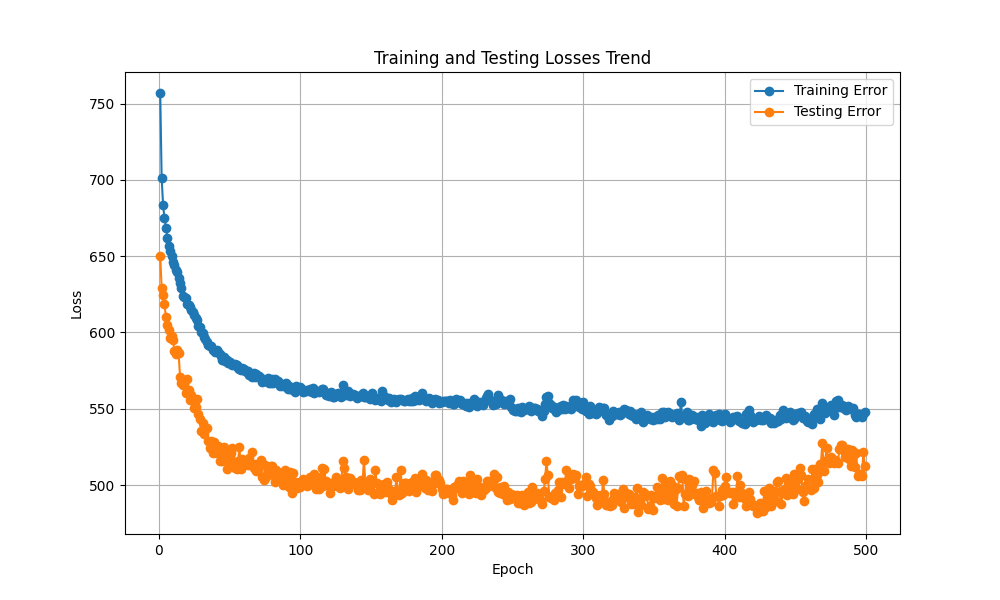 Training and Testing Losses Trend
Training Error
Testing Error
Loss
750
700
650
600
550
500
0 100 200 300 400 500
Epoch